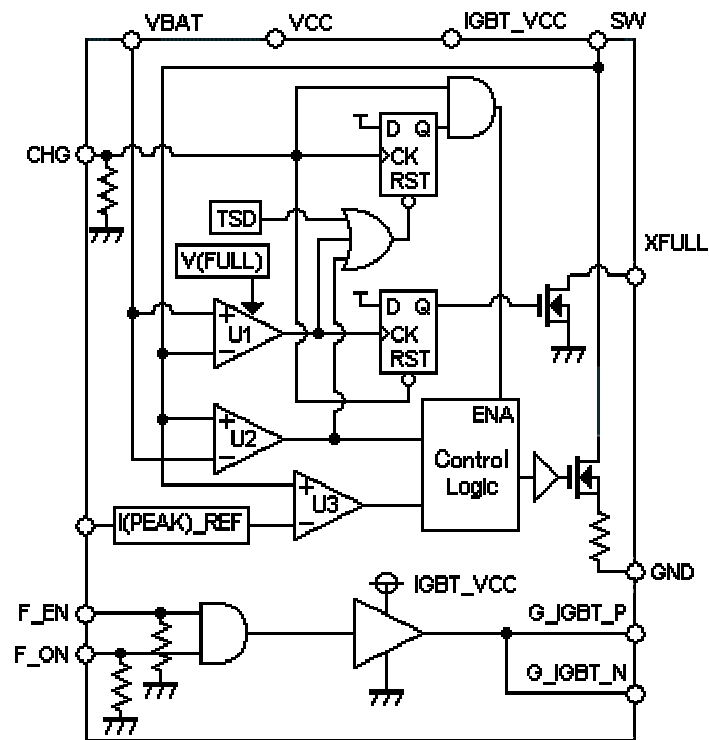 VBAT VCC IGBT_VCC SW
CHG
D Q
CK
RST
TSD
V(FULL)
XFULL
+
U1
−
D Q
CK
RST
+
U2
−
ENA
Control
Logic
+
U3
−
I(PEAK)_REF
GND
IGBT_VCC
F_EN
F_ON
G_IGBT_P
G_IGBT_N